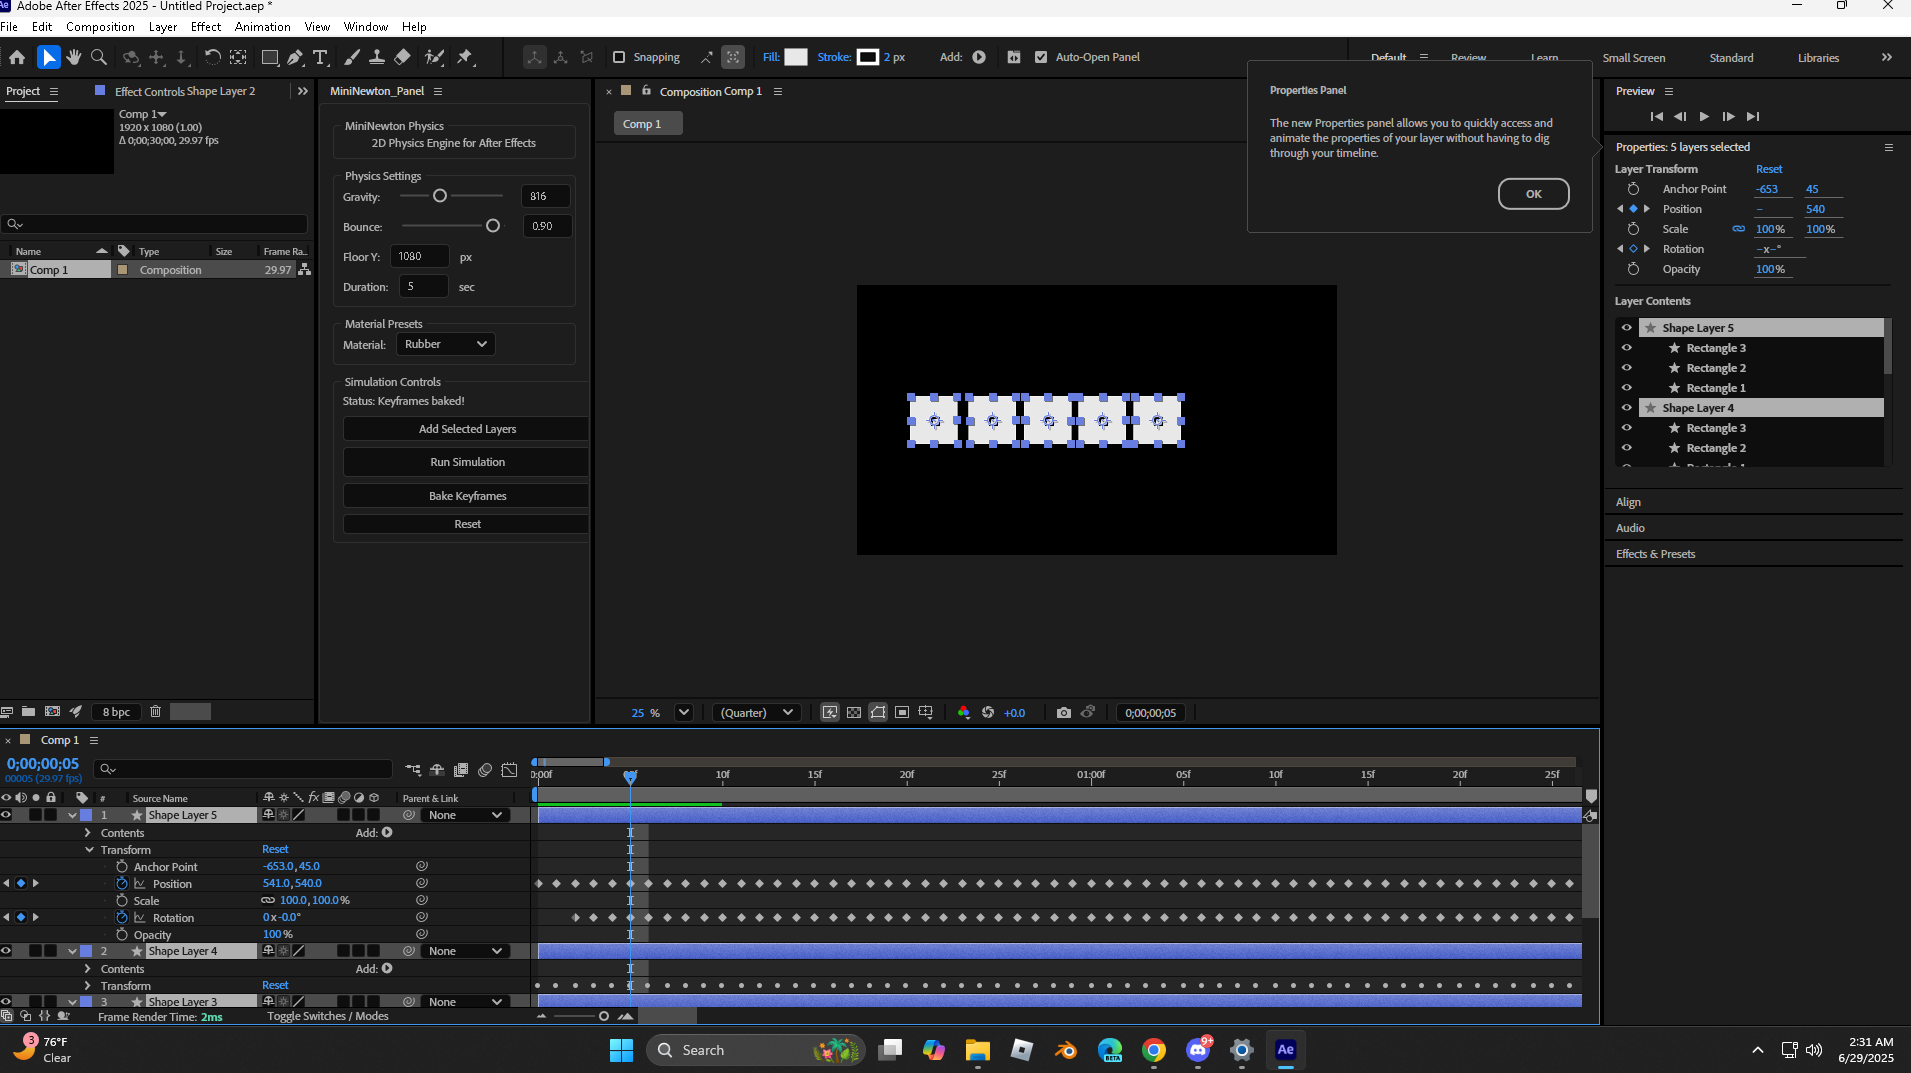 Adobe After Effects 2025 - Untitled Project.aep *
File Edit Composition Layer Effect Animation View Window Help
Snapping Fill: Stroke: 2 px Add: Auto-Open Panel
Default Review Learn Small Screen Standard Libraries
Project
Effect Controls Shape Layer 2
Comp 1
1920 x 1080 (1.00)
Δ 0;00;30;00, 29.97 fps
Name Type Size Frame Ra..
Comp 1 Composition 29.97
8 bpc
MiniNewton_Panel
MiniNewton Physics
2D Physics Engine for After Effects
Physics Settings
Gravity: 816
Bounce: 0.90
Floor Y: 1080 px
Duration: 5 sec
Material Presets
Material: Rubber
Simulation Controls
Status: Keyframes baked!
Add Selected Layers
Run Simulation
Bake Keyframes
Reset
Composition Comp 1
Comp 1
25 % (Quarter) +0.0 0;00;00;05
Properties Panel
The new Properties panel allows you to quickly access and
animate the properties of your layer without having to dig
through your timeline.
OK
Preview
Properties: 5 layers selected
Layer Transform Reset
Anchor Point -653 45
Position – 540
Scale 100% 100%
Rotation –x–°
Opacity 100%
Layer Contents
Shape Layer 5
Rectangle 3
Rectangle 2
Rectangle 1
Shape Layer 4
Rectangle 3
Rectangle 2
Align
Audio
Effects & Presets
Comp 1
0;00;00;05
00005 (29.97 fps)
0:00f 10f 15f 20f 25f 01:00f 05f 10f 15f 20f 25f
# Source Name fx Parent & Link
1 Shape Layer 5 None
Contents Add:
Transform Reset
Anchor Point -653.0,45.0
Position 541.0,540.0
Scale 100.0,100.0%
Rotation 0x-0.0°
Opacity 100%
2 Shape Layer 4 None
Contents Add:
Transform Reset
3 Shape Layer 3 None
Frame Render Time: 2ms Toggle Switches / Modes
3
76°F
Clear
Search
BETA
9+
Ae
2:31 AM
6/29/2025